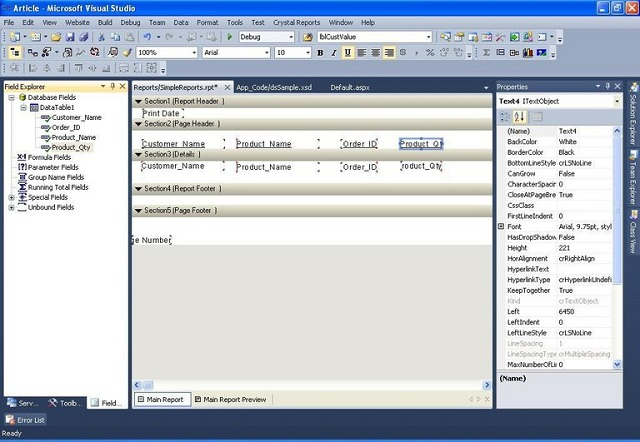 Article - Microsoft Visual Studio
File Edit View Website Build Debug Team Data Format Tools Test Crystal Reports Team Window Help
Debug lblCustValue
100% Arial 10 B I U
Field Explorer
Database Fields
DataTable1
Customer_Name
Order_ID
Product_Name
Product_Qty
Formula Fields
Parameter Fields
Group Name Fields
Running Total Fields
Special Fields
Unbound Fields
Serv... Toolb... Field...
Reports/SimpleReports.rpt* App_Code/dsSample.xsd Default.aspx
Section1 (Report Header )
Print Date
Section2 (Page Header )
Customer_Name Product_Name Order_ID Product_Qt
Section3 (Details )
Customer_Name Product_Name Order_ID roduct_Qty
Section4 (Report Footer )
Section5 (Page Footer )
ge Number
Main Report Main Report Preview
Properties
Text4 ITextObject
(Name) Text4
BackColor White
BorderColor Black
BottomLineStyle crLSNoLine
CanGrow False
CharacterSpacin 0
CloseAtPageBre True
CssClass
FirstLineIndent 0
Font Arial, 9.75pt, styl
HasDropShadow False
Height 221
HorAlignment crRightAlign
HyperlinkText
HyperlinkType crHyperlinkUndefi
KeepTogether True
Kind crTextObject
Left 6450
LeftIndent 0
LeftLineStyle crLSNoLine
LineSpacing 1
LineSpacingType crMultipleSpacing
MaxNumberOfLi 0
(Name)
Solution Explorer
Team Explorer
Class View
Error List
Ready